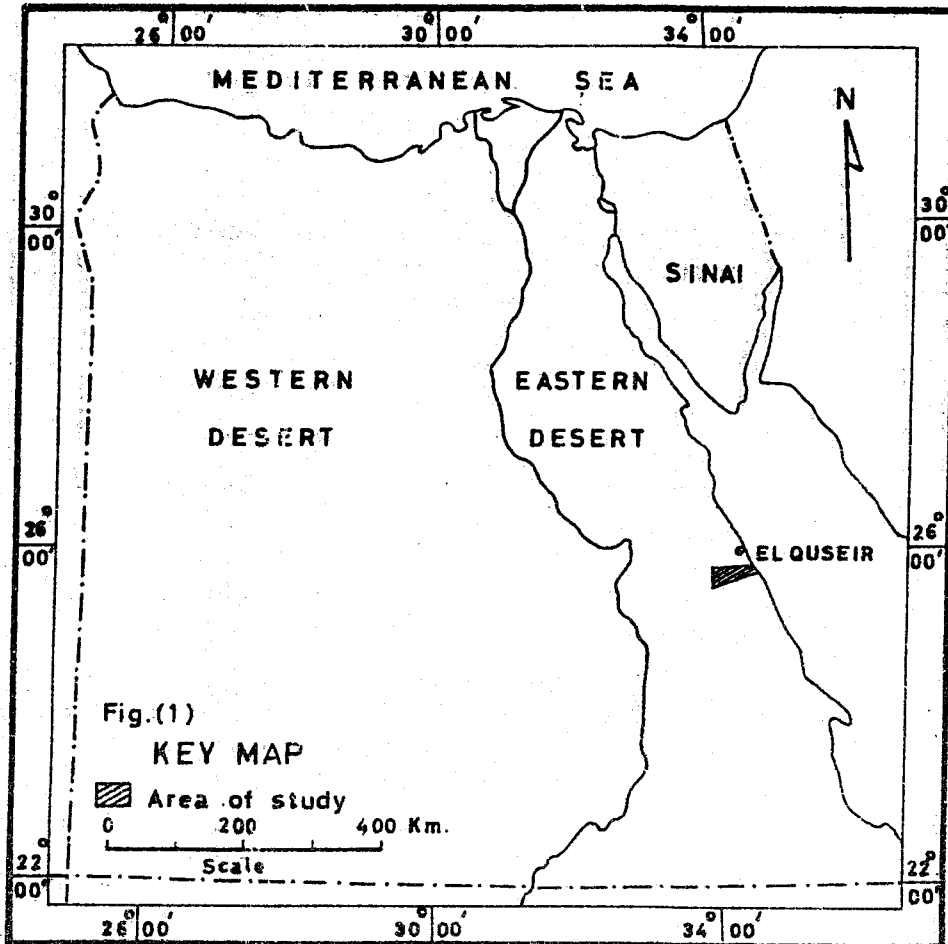 26°00' 30°00' 34°00'
MEDITERRANEAN SEA
N
30°00' 30°00'
SINAI
WESTERN DESERT
EASTERN DESERT
26°00' 26°00'
EL QUSEIR
Fig.(1)
KEY MAP
Area of study
0 200 400 Km.
Scale
22°00' 22°00'
26°00' 30°00' 34°00'